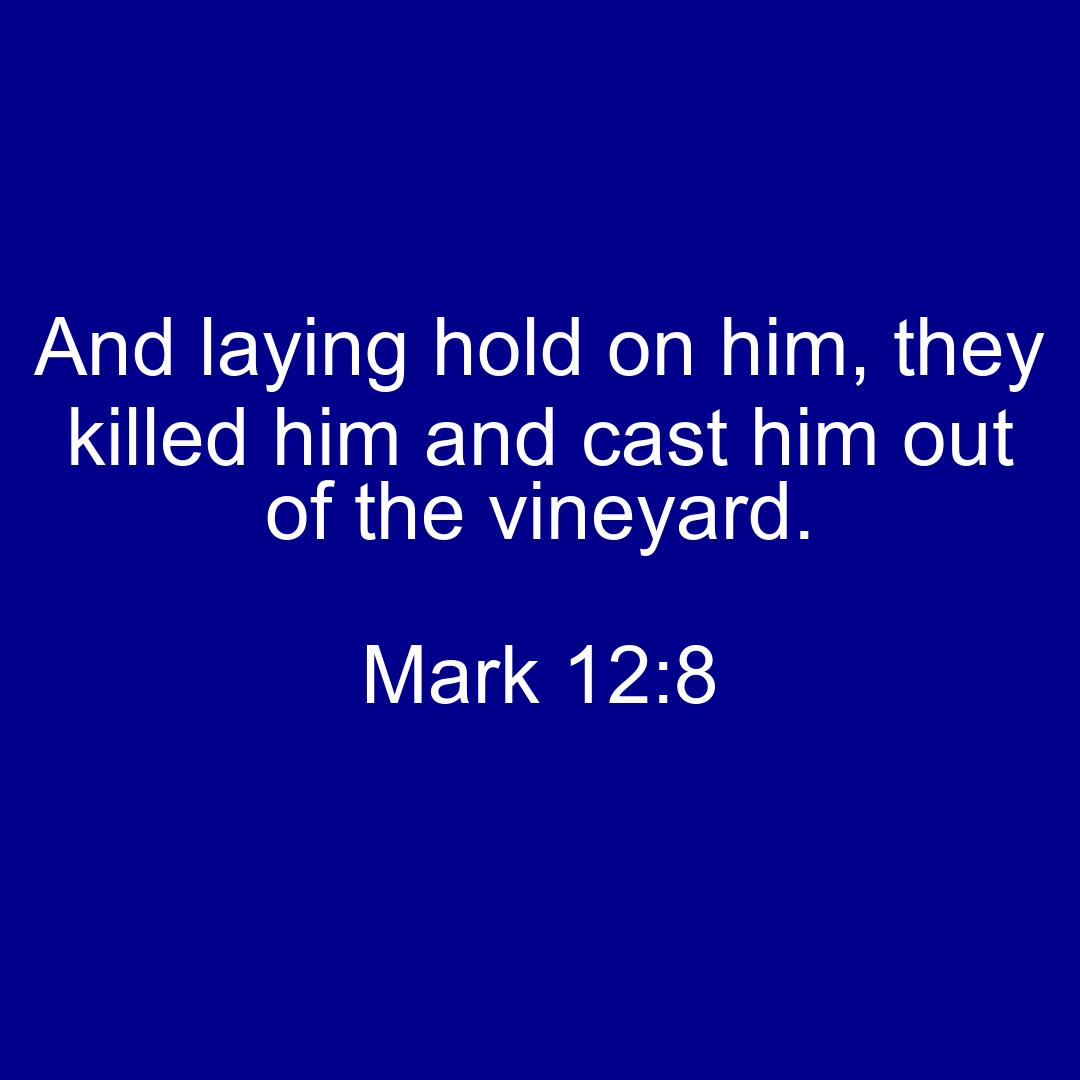 And laying hold on him, they
killed him and cast him out
of the vineyard.
Mark 12:8